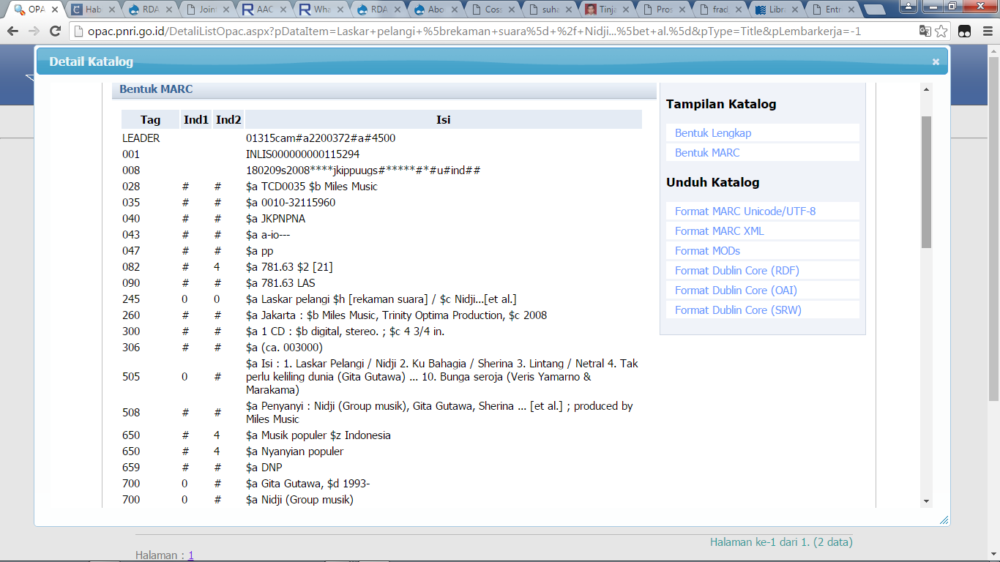 OPA
Hab
RDA
Join
AAC
Wha
RDA
Abo
Coss
suha
Tinja
Pros
frad
Libr
Entr
opac.pnri.go.id/DetaliListOpac.aspx?pDataItem=Laskar+pelangi+%5brekaman+suara%5d+%2f+Nidji...%5bet+al.%5d&pType=Title&pLembarkerja=-1
Detail Katalog
Bentuk MARC
Tag Ind1 Ind2 Isi
LEADER 01315cam#a2200372#a#4500
001 INLIS000000000115294
008 180209s2008****jkippuugs#*****#*#u#ind##
028 # # $a TCD0035 $b Miles Music
035 # # $a 0010-32115960
040 # # $a JKPNPNA
043 # # $a a-io---
047 # # $a pp
082 # 4 $a 781.63 $2 [21]
090 # # $a 781.63 LAS
245 0 0 $a Laskar pelangi $h [rekaman suara] / $c Nidji...[et al.]
260 # # $a Jakarta : $b Miles Music, Trinity Optima Production, $c 2008
300 # # $a 1 CD : $b digital, stereo. ; $c 4 3/4 in.
306 # # $a (ca. 003000)
$a Isi : 1. Laskar Pelangi / Nidji 2. Ku Bahagia / Sherina 3. Lintang / Netral 4. Tak
505 0 # perlu keliling dunia (Gita Gutawa) ... 10. Bunga seroja (Veris Yamarno &
Marakama)
508 # # $a Penyanyi : Nidji (Group musik), Gita Gutawa, Sherina ... [et al.] ; produced by
Miles Music
650 # 4 $a Musik populer $z Indonesia
650 # 4 $a Nyanyian populer
659 # # $a DNP
700 0 # $a Gita Gutawa, $d 1993-
700 0 # $a Nidji (Group musik)
Tampilan Katalog
Bentuk Lengkap
Bentuk MARC
Unduh Katalog
Format MARC Unicode/UTF-8
Format MARC XML
Format MODs
Format Dublin Core (RDF)
Format Dublin Core (OAI)
Format Dublin Core (SRW)
Halaman ke-1 dari 1. (2 data)
Halaman : 1